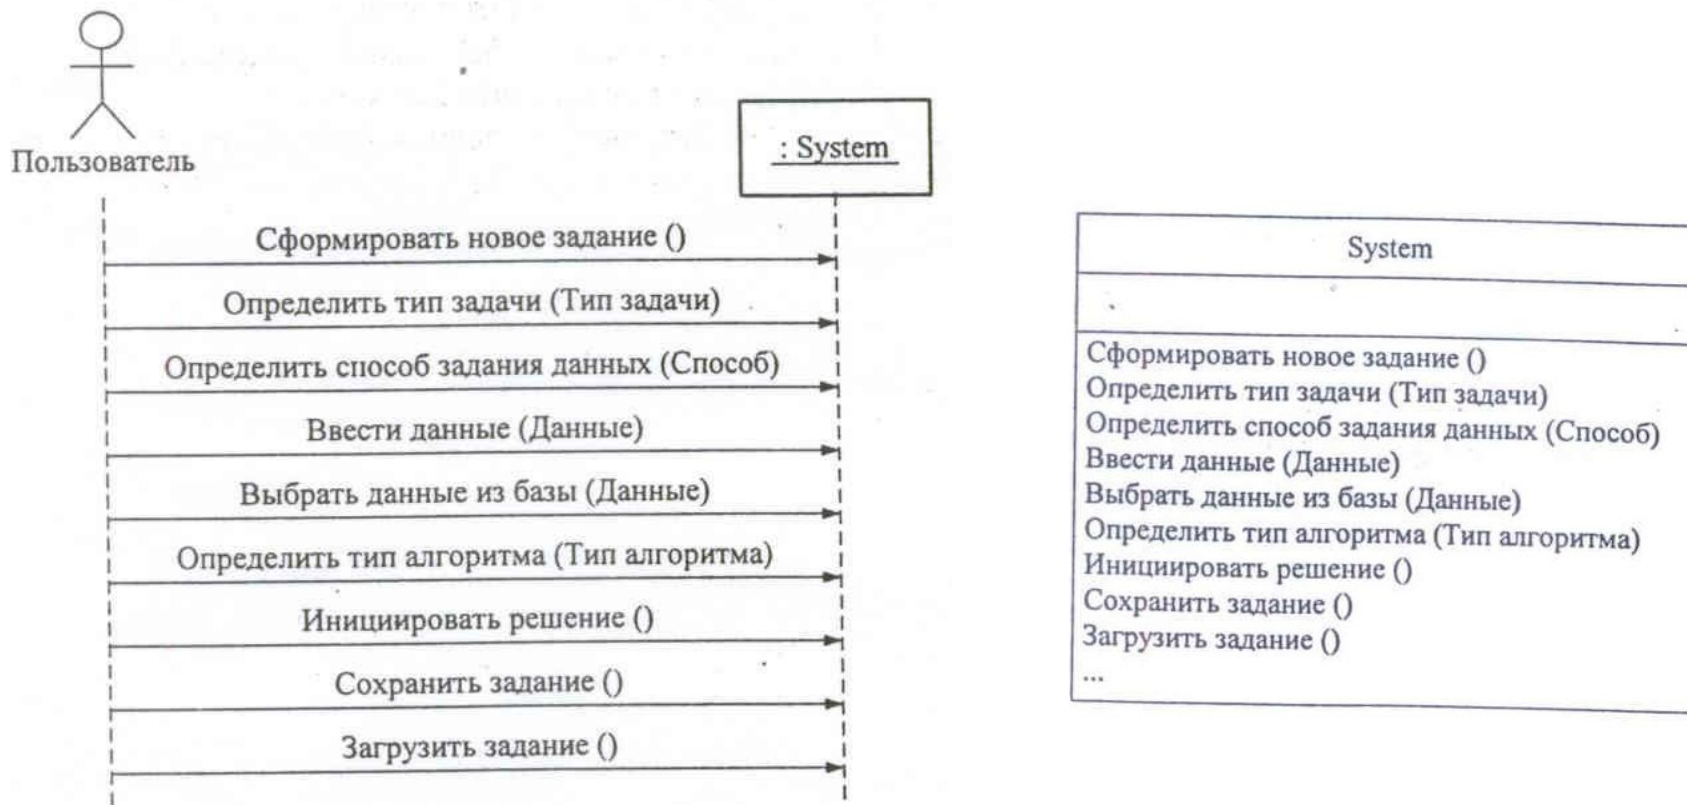 Пользователь
: System
Сформировать новое задание ()
Определить тип задачи (Тип задачи)
Определить способ задания данных (Способ)
Ввести данные (Данные)
Выбрать данные из базы (Данные)
Определить тип алгоритма (Тип алгоритма)
Инициировать решение ()
Сохранить задание ()
Загрузить задание ()
System
Сформировать новое задание ()
Определить тип задачи (Тип задачи)
Определить способ задания данных (Способ)
Ввести данные (Данные)
Выбрать данные из базы (Данные)
Определить тип алгоритма (Тип алгоритма)
Инициировать решение ()
Сохранить задание ()
Загрузить задание ()
...